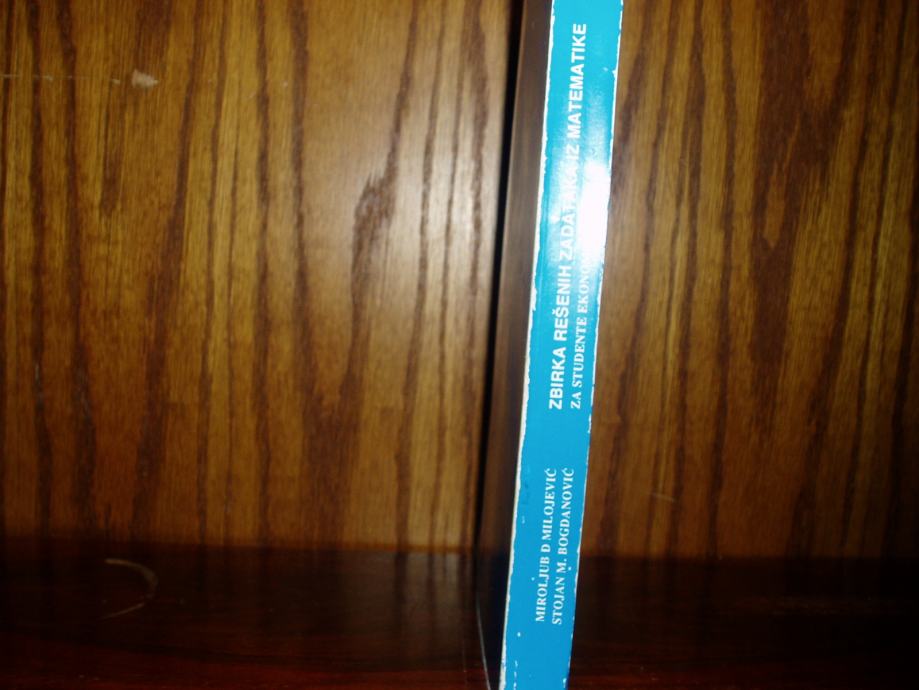 ZBIRKA REŠENIH ZADATAKA IZ MATEMATIKE
ZA STUDENTE
MIROLJUB D MILOJEVIĆ
STOJAN M. BOGDANOVIĆ